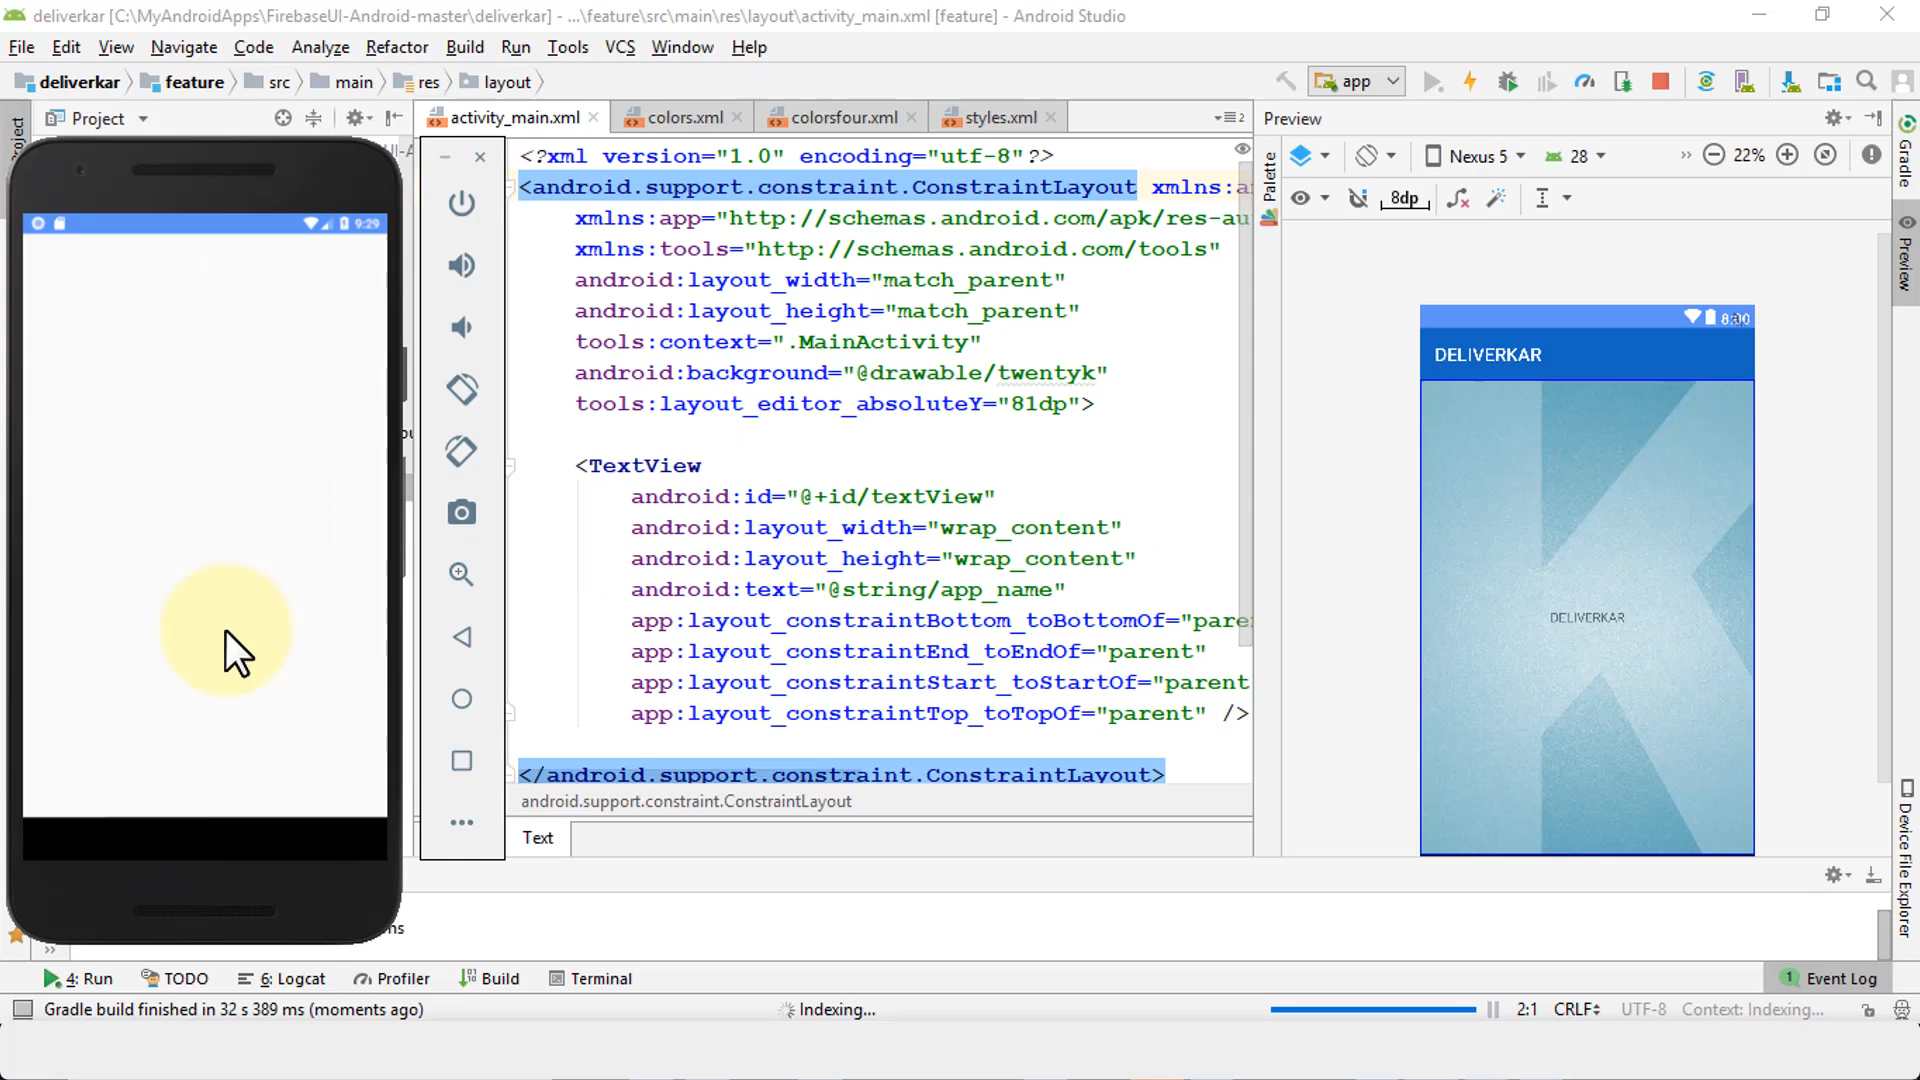 deliverkar [C:\MyAndroidApps\FirebaseUI-Android-master\deliverkar] - ...\feature\src\main\res\layout\activity_main.xml [feature] - Android Studio
File Edit View Navigate Code Analyze Refactor Build Run Tools VCS Window Help
deliverkar feature src main res layout
app
Project
activity_main.xml colors.xml colorsfour.xml styles.xml
2
Preview
Gradle
Preview
Device File Explorer
Palette
Nexus 5 28 22%
8dp
9:29
<?xml version="1.0" encoding="utf-8"?>
<android.support.constraint.ConstraintLayout xmlns:a
xmlns:app="http://schemas.android.com/apk/res-au
xmlns:tools="http://schemas.android.com/tools"
android:layout_width="match_parent"
android:layout_height="match_parent"
tools:context=".MainActivity"
android:background="@drawable/twentyk"
tools:layout_editor_absoluteY="81dp">
<TextView
android:id="@+id/textView"
android:layout_width="wrap_content"
android:layout_height="wrap_content"
android:text="@string/app_name"
app:layout_constraintBottom_toBottomOf="pare
app:layout_constraintEnd_toEndOf="parent"
app:layout_constraintStart_toStartOf="parent
app:layout_constraintTop_toTopOf="parent" />
</android.support.constraint.ConstraintLayout>
android.support.constraint.ConstraintLayout
Text
DELIVERKAR
DELIVERKAR
ns
4: Run TODO 6: Logcat Profiler Build Terminal
1 Event Log
Gradle build finished in 32 s 389 ms (moments ago)
Indexing...
2:1 CRLF UTF-8 Context: Indexing...